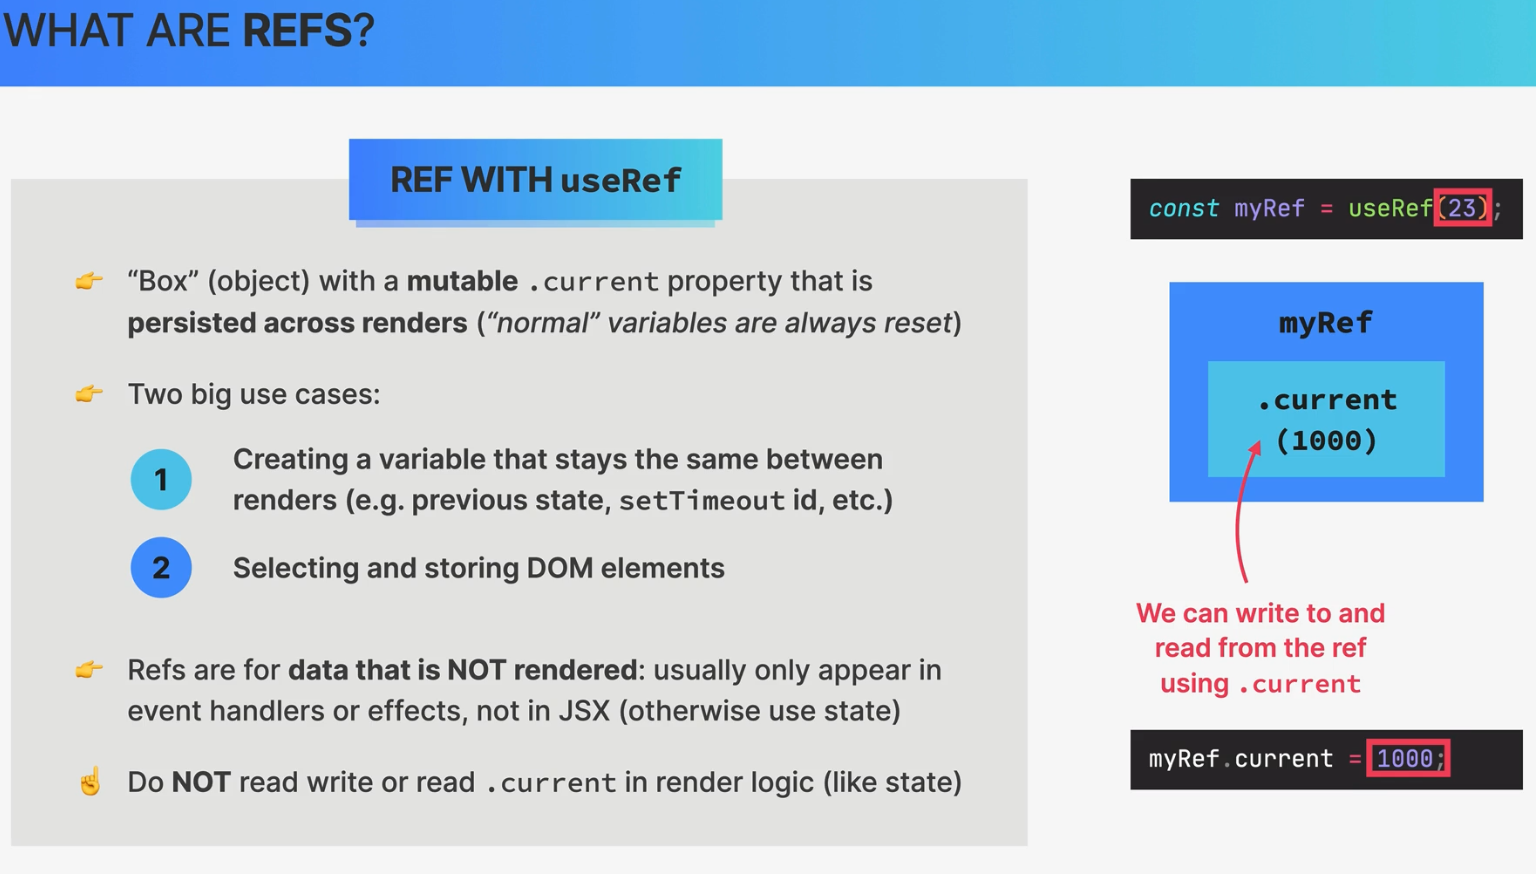 WHAT ARE REFS?
REF WITH useRef
👉 “Box” (object) with a mutable .current property that is
persisted across renders (“normal” variables are always reset)
👉 Two big use cases:
1 Creating a variable that stays the same between
renders (e.g. previous state, setTimeout id, etc.)
2 Selecting and storing DOM elements
👉 Refs are for data that is NOT rendered: usually only appear in
event handlers or effects, not in JSX (otherwise use state)
☝️ Do NOT read write or read .current in render logic (like state)
const myRef = useRef(23);
myRef
.current
(1000)
We can write to and
read from the ref
using .current
myRef.current = 1000;